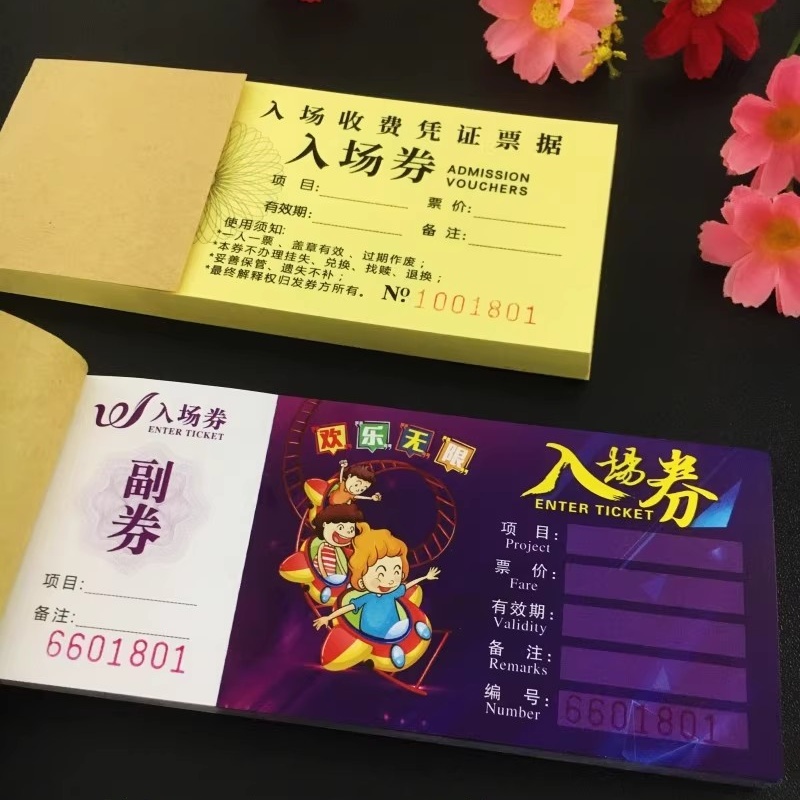 入场收费凭证票据
入场券 ADMISSION VOUCHERS
项 目: 票 价:
有效期: 备 注:
使用须知:
*一人一票、盖章有效、过期作废;
*本券不办理挂失、兑换、找赎、退换;
*妥善保管、遗失不补;
*最终解释权归发券方所有。 № 1001801
入场券
ENTER TICKET
副券
项目:
备注:
6601801
欢乐无限
入场券
ENTER TICKET
项 目:
Project
票 价:
Fare
有效期:
Validity
备 注:
Remarks
编 号:
Number
6601801